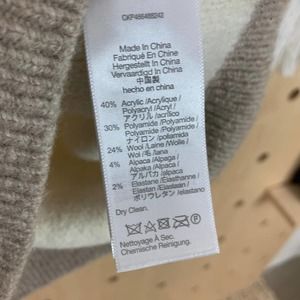 CKF486488242
Made In China
Fabriqué En Chine
Hergestellt In China
Vervaardigd In China
中国製
hecho en china
40% Acrylic /Acrylique /
Polyacryl /Acryl /
アクリル /acrílico
30% Polyamide /Polyamide /
Polyamid /Polyamide /
ナイロン /poliamida
24% Wool /Laine /Wolle /
Wol /毛 /lana
4% Alpaca /Alpaga /
Alpaka /Alpaca /
アルパカ /alpaca
2% Elastane /Elasthanne /
Elastan /Elastaan /
ポリウレタン /elastano
Dry Clean.
Nettoyage À Sec.
Chemische Reinigung.